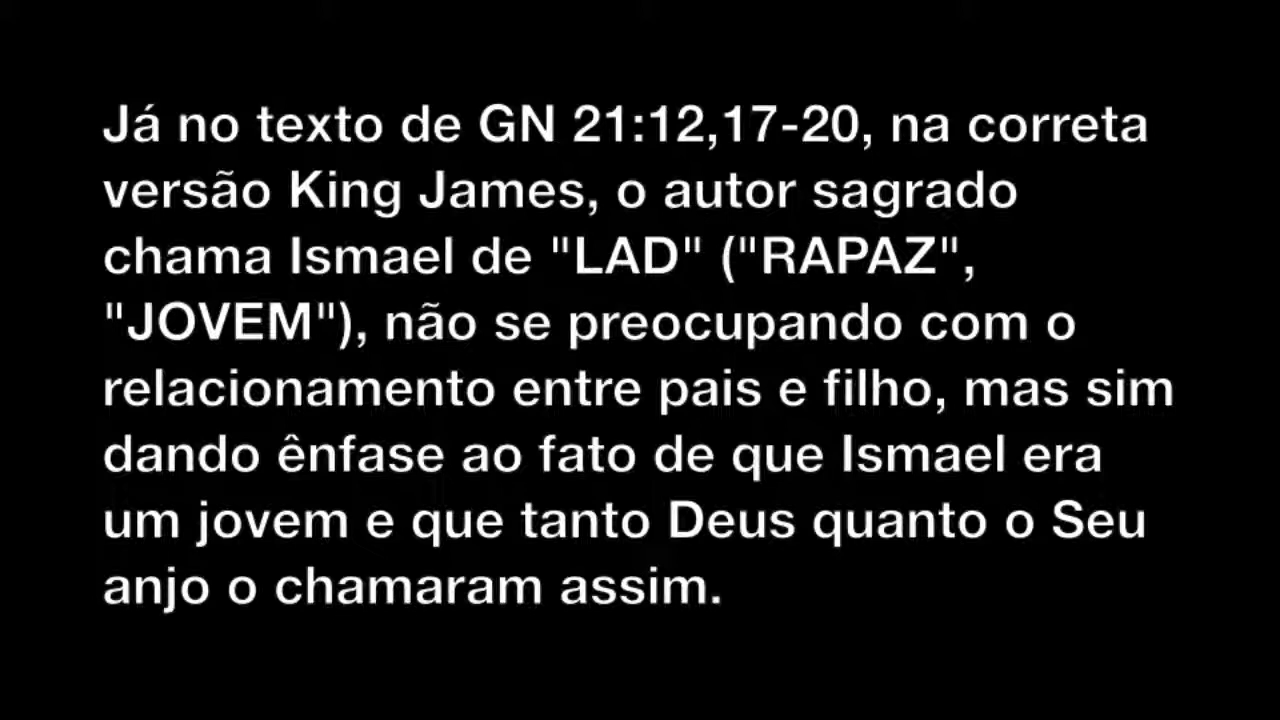 Já no texto de GN 21:12,17-20, na correta
versão King James, o autor sagrado
chama Ismael de "LAD" ("RAPAZ",
"JOVEM"), não se preocupando com o
relacionamento entre pais e filho, mas sim
dando ênfase ao fato de que Ismael era
um jovem e que tanto Deus quanto o Seu
anjo o chamaram assim.